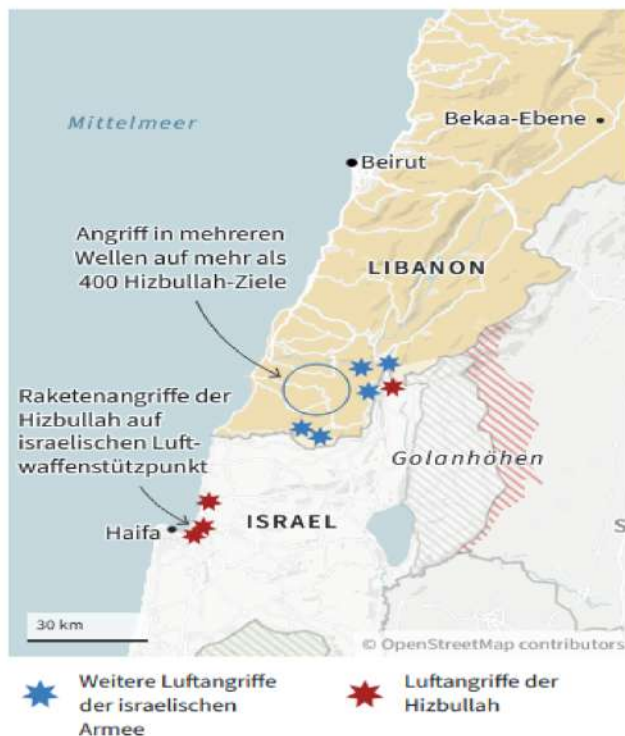 Mittelmeer
Bekaa-Ebene
Beirut
Angriff in mehreren
Wellen auf mehr als
400 Hizbullah-Ziele
LIBANON
Raketenangriffe der
Hizbullah auf
israelischen Luft-
waffenstützpunkt
Golanhöhen
Haifa
ISRAEL
S
30 km
© OpenStreetMap contributors
Weitere Luftangriffe
der israelischen
Armee
Luftangriffe der
Hizbullah